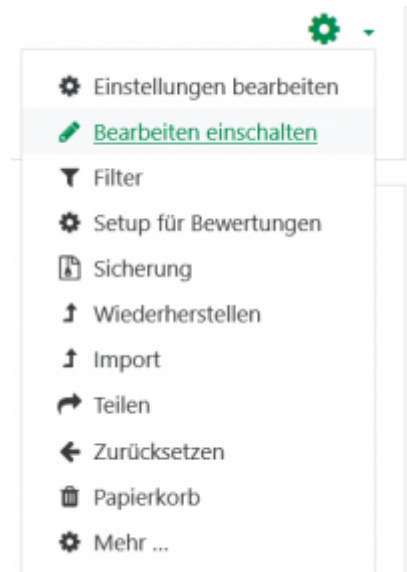 Einstellungen bearbeiten
Bearbeiten einschalten
Filter
Setup für Bewertungen
Sicherung
Wiederherstellen
Import
Teilen
Zurücksetzen
Papierkorb
Mehr ...